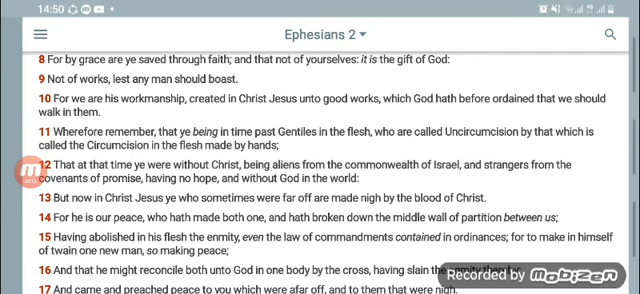 14:50
Ephesians 2
8 For by grace are ye saved through faith; and that not of yourselves: it is the gift of God:
9 Not of works, lest any man should boast.
10 For we are his workmanship, created in Christ Jesus unto good works, which God hath before ordained that we should
walk in them.
11 Wherefore remember, that ye being in time past Gentiles in the flesh, who are called Uncircumcision by that which is
called the Circumcision in the flesh made by hands;
12 That at that time ye were without Christ, being aliens from the commonwealth of Israel, and strangers from the
covenants of promise, having no hope, and without God in the world:
13 But now in Christ Jesus ye who sometimes were far off are made nigh by the blood of Christ.
14 For he is our peace, who hath made both one, and hath broken down the middle wall of partition between us;
15 Having abolished in his flesh the enmity, even the law of commandments contained in ordinances; for to make in himself
of twain one new man, so making peace;
16 And that he might reconcile both unto God in one body by the cross, having slain the enmity thereby:
Recorded by Mobizen
17 And came and preached peace to you which were afar off, and to them that were nigh.